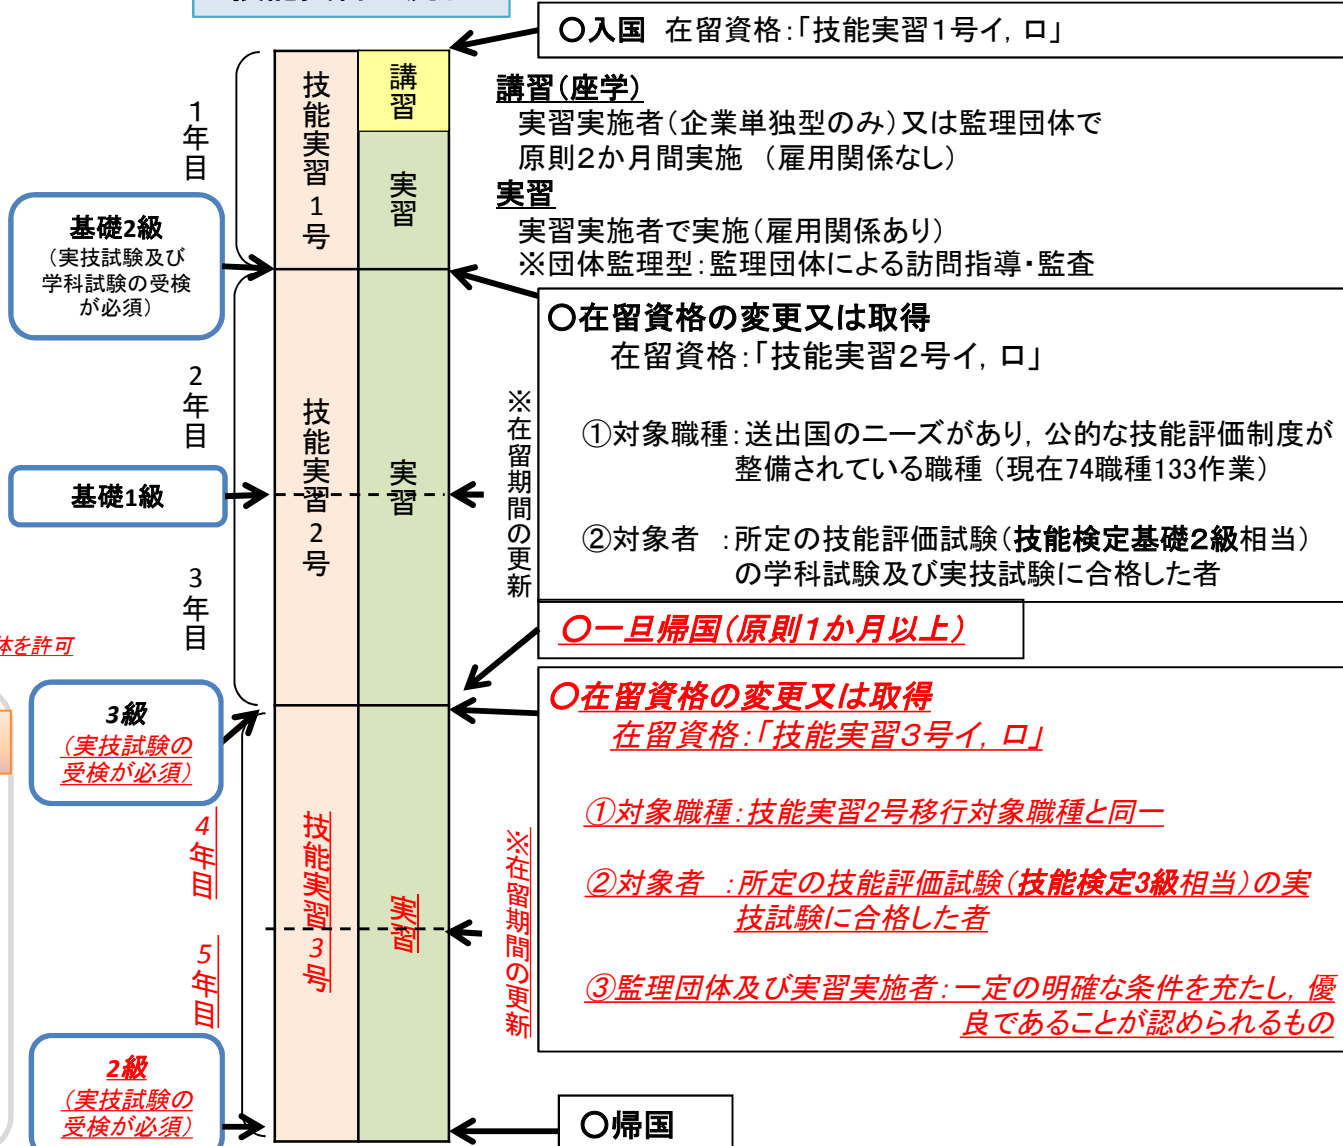 ○入国 在留資格：「技能実習１号イ，ロ」
講習（座学）
実習実施者（企業単独型のみ）又は監理団体で
原則２か月間実施 （雇用関係なし）
実習
実習実施者で実施（雇用関係あり）
※団体監理型：監理団体による訪問指導・監査
1年目
技能実習1号
講習
実習
基礎2級
（実技試験及び
学科試験の受検
が必須）
○在留資格の変更又は取得
在留資格：「技能実習２号イ，ロ」
①対象職種：送出国のニーズがあり，公的な技能評価制度が
整備されている職種（現在74職種133作業）
②対象者 ：所定の技能評価試験（技能検定基礎２級相当）
の学科試験及び実技試験に合格した者
2年目
技能実習2号
実習
※在留期間の更新
基礎1級
3年目
○一旦帰国（原則１か月以上）
体を許可
3級
（実技試験の
受検が必須）
○在留資格の変更又は取得
在留資格：「技能実習３号イ，ロ」
①対象職種：技能実習2号移行対象職種と同一
②対象者 ：所定の技能評価試験（技能検定3級相当）の実
技試験に合格した者
③監理団体及び実習実施者：一定の明確な条件を充たし，優
良であることが認められるもの
4年目
技能実習3号
実習
※在留期間の更新
5年目
2級
（実技試験の
受検が必須）
○帰国